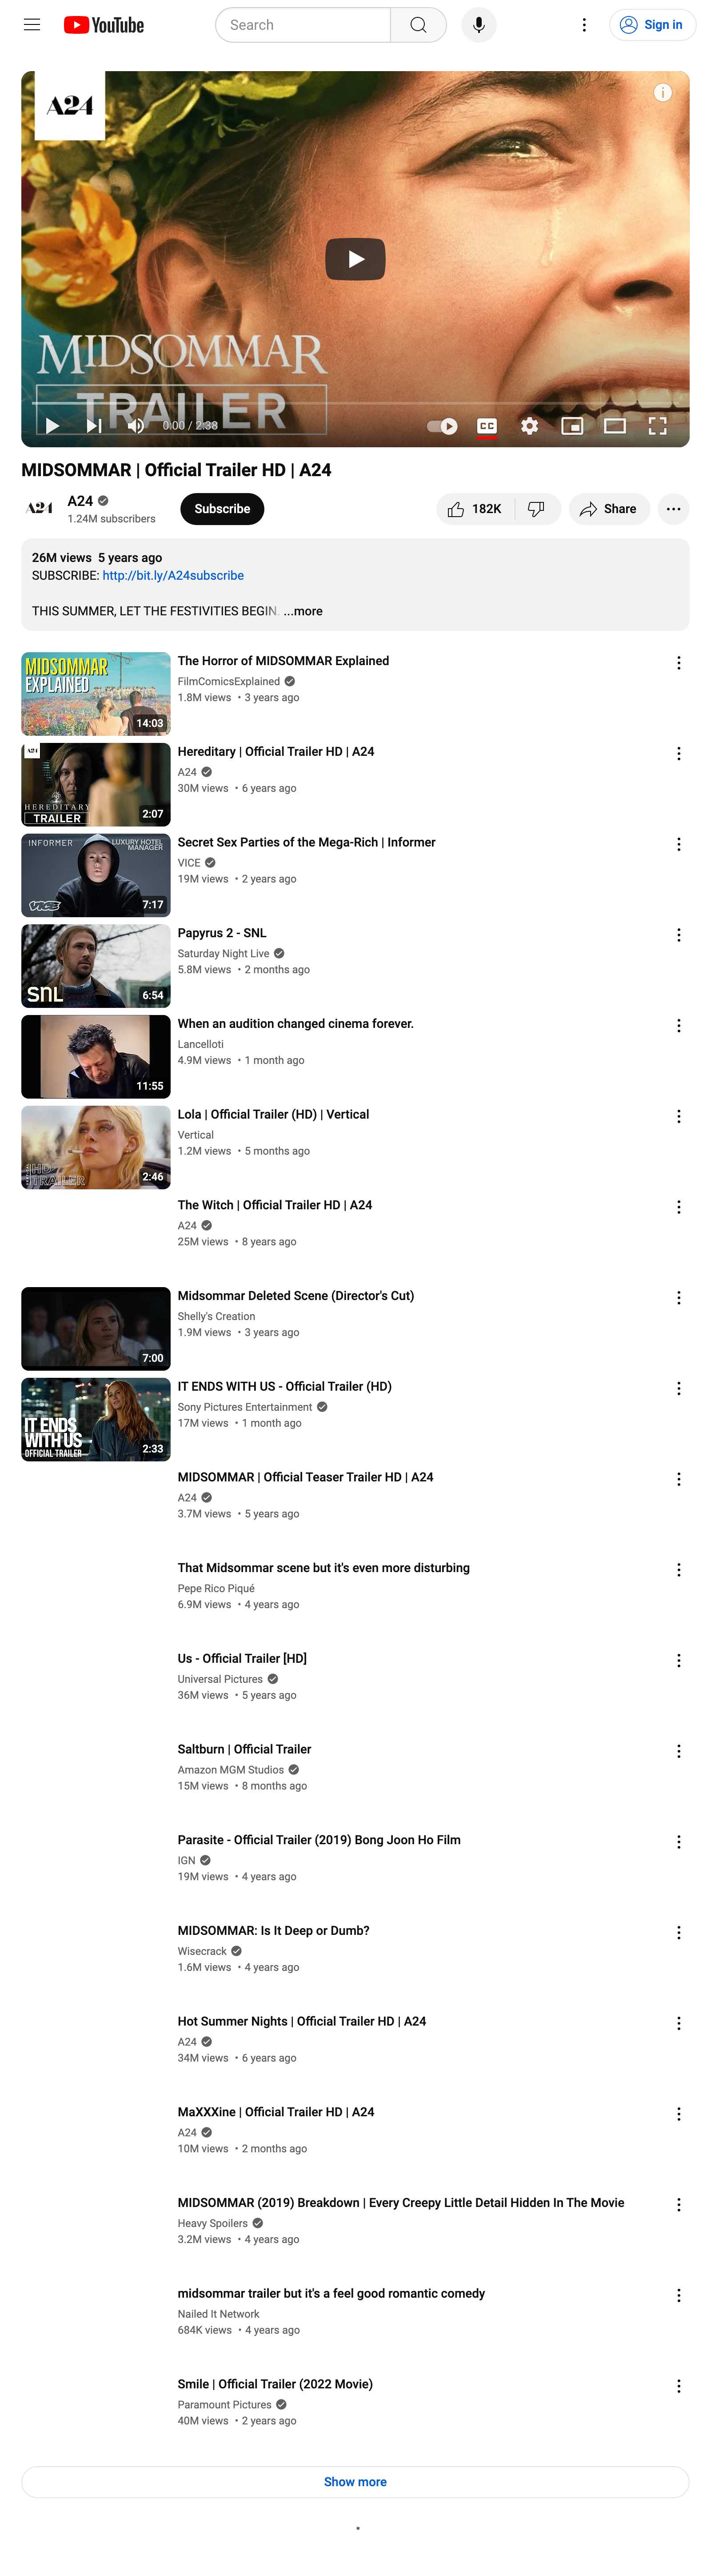 YouTube
Search
Sign in
A24
MIDSOMMAR
TRAILER
0:00 / 2:38
CC
MIDSOMMAR | Official Trailer HD | A24
A24
A24
1.24M subscribers
Subscribe
182K
Share
26M views 5 years ago
SUBSCRIBE: http://bit.ly/A24subscribe
THIS SUMMER, LET THE FESTIVITIES BEGIN. ...more
MIDSOMMAR
EXPLAINED
14:03
The Horror of MIDSOMMAR Explained
FilmComicsExplained
1.8M views • 3 years ago
A24
HEREDITARY
TRAILER
2:07
Hereditary | Official Trailer HD | A24
A24
30M views • 6 years ago
INFORMER
LUXURY HOTEL
MANAGER
VICE
7:17
Secret Sex Parties of the Mega-Rich | Informer
VICE
19M views • 2 years ago
SNL
6:54
Papyrus 2 - SNL
Saturday Night Live
5.8M views • 2 months ago
11:55
When an audition changed cinema forever.
Lancelloti
4.9M views • 1 month ago
HD
TRAILER
2:46
Lola | Official Trailer (HD) | Vertical
Vertical
1.2M views • 5 months ago
The Witch | Official Trailer HD | A24
A24
25M views • 8 years ago
7:00
Midsommar Deleted Scene (Director's Cut)
Shelly's Creation
1.9M views • 3 years ago
IT ENDS
WITH US
OFFICIAL TRAILER
2:33
IT ENDS WITH US - Official Trailer (HD)
Sony Pictures Entertainment
17M views • 1 month ago
MIDSOMMAR | Official Teaser Trailer HD | A24
A24
3.7M views • 5 years ago
That Midsommar scene but it's even more disturbing
Pepe Rico Piqué
6.9M views • 4 years ago
Us - Official Trailer [HD]
Universal Pictures
36M views • 5 years ago
Saltburn | Official Trailer
Amazon MGM Studios
15M views • 8 months ago
Parasite - Official Trailer (2019) Bong Joon Ho Film
IGN
19M views • 4 years ago
MIDSOMMAR: Is It Deep or Dumb?
Wisecrack
1.6M views • 4 years ago
Hot Summer Nights | Official Trailer HD | A24
A24
34M views • 6 years ago
MaXXXine | Official Trailer HD | A24
A24
10M views • 2 months ago
MIDSOMMAR (2019) Breakdown | Every Creepy Little Detail Hidden In The Movie
Heavy Spoilers
3.2M views • 4 years ago
midsommar trailer but it's a feel good romantic comedy
Nailed It Network
684K views • 4 years ago
Smile | Official Trailer (2022 Movie)
Paramount Pictures
40M views • 2 years ago
Show more